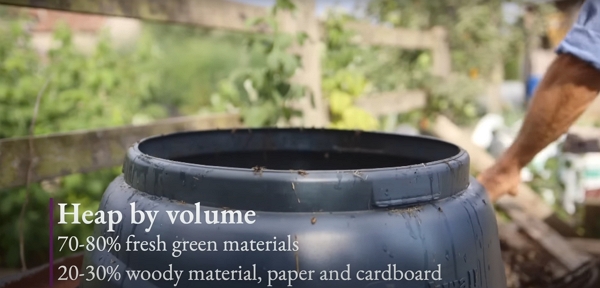 Heap by volume
70-80% fresh green materials
20-30% woody material, paper and cardboard